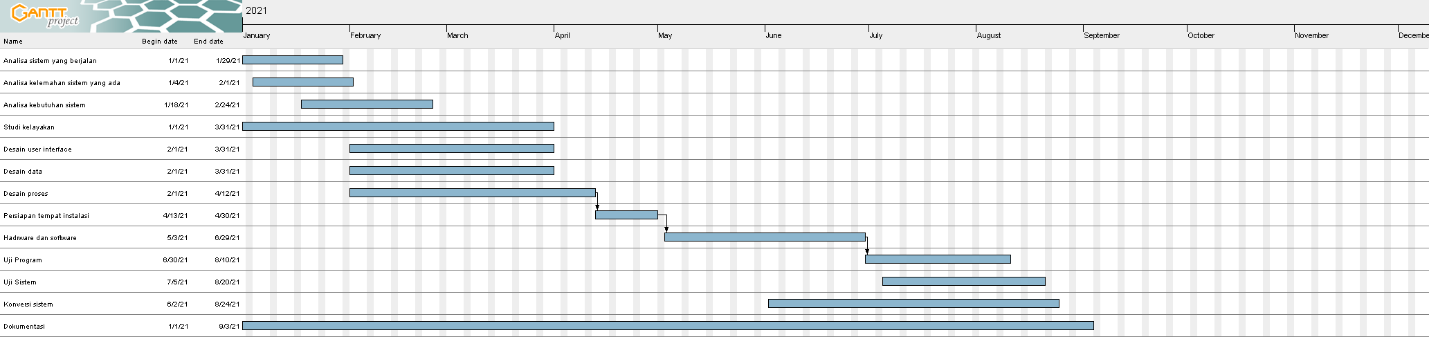 GANTT
project
2021
January February March April May June July August September October November Decembe
Name Begin date End date
Analisa sistem yang berjalan 1/1/21 1/29/21
Analisa kelemahan sistem yang ada 1/4/21 2/1/21
Analisa kebutuhan sistem 1/18/21 2/24/21
Studi kelayakan 1/1/21 3/31/21
Desain user interface 2/1/21 3/31/21
Desain data 2/1/21 3/31/21
Desain proses 2/1/21 4/12/21
Persiapan tempat instalasi 4/13/21 4/30/21
Hadrware dan software 5/3/21 6/29/21
Uji Program 6/30/21 8/10/21
Uji Sistem 7/5/21 8/20/21
Konversi sistem 6/2/21 8/24/21
Dokumentasi 1/1/21 9/3/21